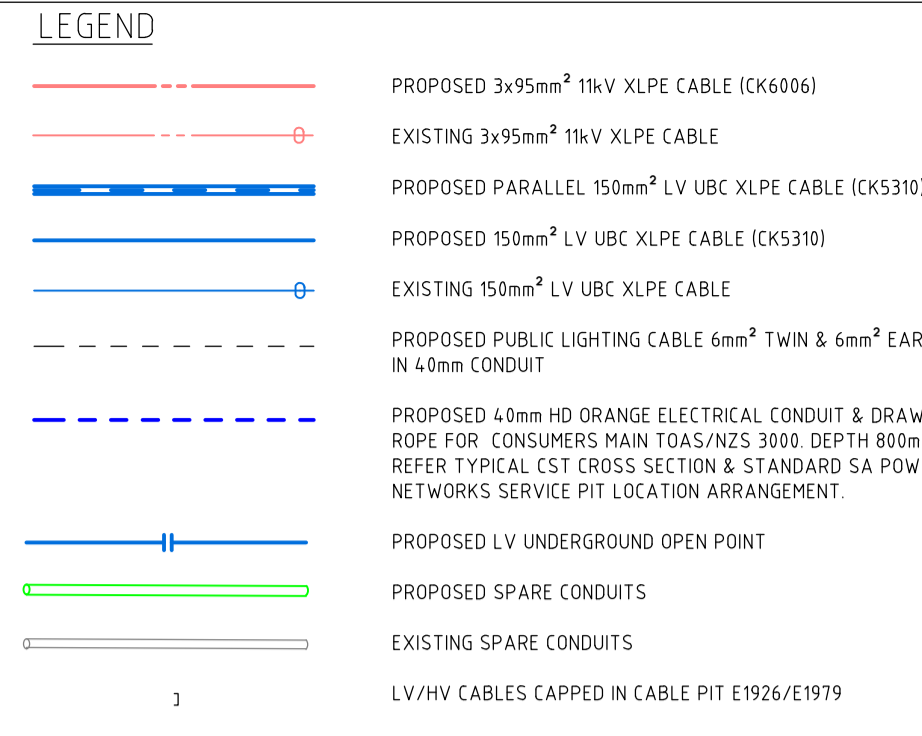 LEGEND
PROPOSED 3x95mm² 11kV XLPE CABLE (CK6006)
EXISTING 3x95mm² 11kV XLPE CABLE
PROPOSED PARALLEL 150mm² LV UBC XLPE CABLE (CK5310)
PROPOSED 150mm² LV UBC XLPE CABLE (CK5310)
EXISTING 150mm² LV UBC XLPE CABLE
PROPOSED PUBLIC LIGHTING CABLE 6mm² TWIN & 6mm² EAR
IN 40mm CONDUIT
PROPOSED 40mm HD ORANGE ELECTRICAL CONDUIT & DRAW
ROPE FOR CONSUMERS MAIN TOAS/NZS 3000. DEPTH 800m
REFER TYPICAL CST CROSS SECTION & STANDARD SA POW
NETWORKS SERVICE PIT LOCATION ARRANGEMENT.
PROPOSED LV UNDERGROUND OPEN POINT
PROPOSED SPARE CONDUITS
EXISTING SPARE CONDUITS
LV/HV CABLES CAPPED IN CABLE PIT E1926/E1979